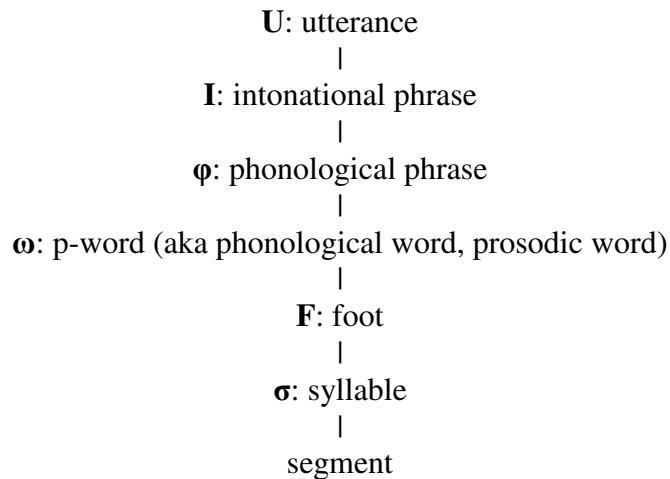 U: utterance
I: intonational phrase
φ: phonological phrase
ω: p-word (aka phonological word, prosodic word)
F: foot
σ: syllable
segment